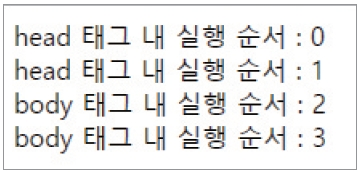 head 태그 내 실행 순서 : 0
head 태그 내 실행 순서 : 1
body 태그 내 실행 순서 : 2
body 태그 내 실행 순서 : 3